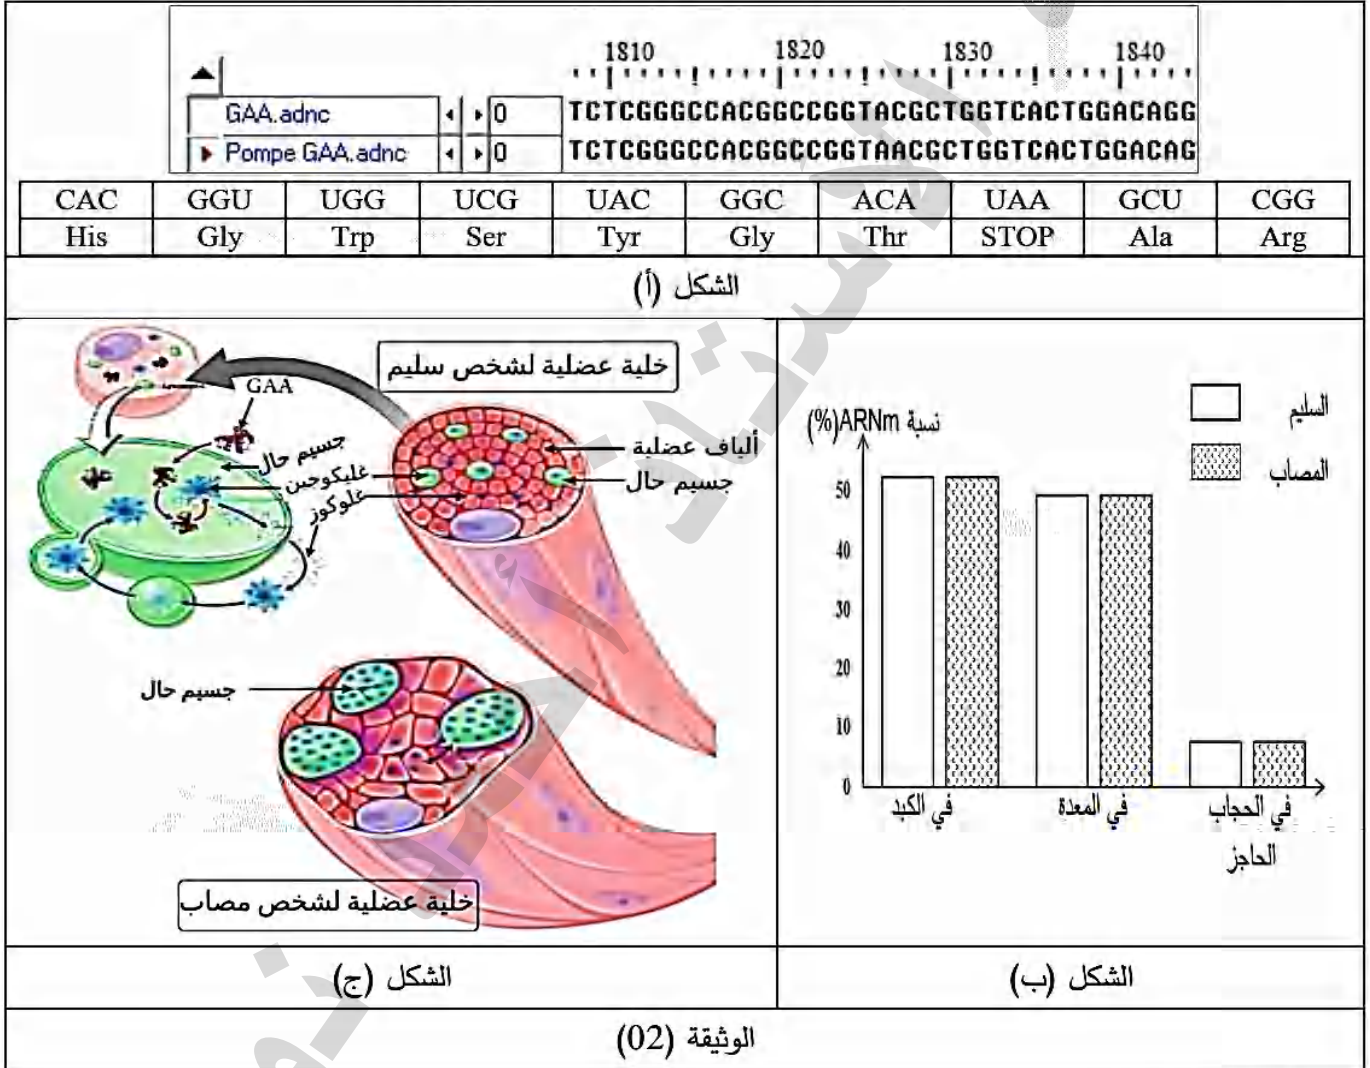 1810 1820 1830 1840
GAA.adnc 0 TCTCGGGCCACGGCCGGTACGCTGGTCACTGGACAGG
Pompe GAA.adnc 0 TCTCGGGCCACGGCCGGTAACGCTGGTCACTGGACAG
CAC GGU UGG UCG UAC GGC ACA UAA GCU CGG
His Gly Trp Ser Tyr Gly Thr STOP Ala Arg
الشكل (أ)
خلية عضلية لشخص سليم
GAA
جسيم حال
غليكوجين
غلوكوز
ألياف عضلية
جسيم حال
جسيم حال
خلية عضلية لشخص مصاب
السليم
المصاب
نسبة ARNm(%)
50
40
30
20
10
0
في الكبد
في المعدة
في الحجاب
الحاجز
الشكل (ج)
الشكل (ب)
الوثيقة (02)